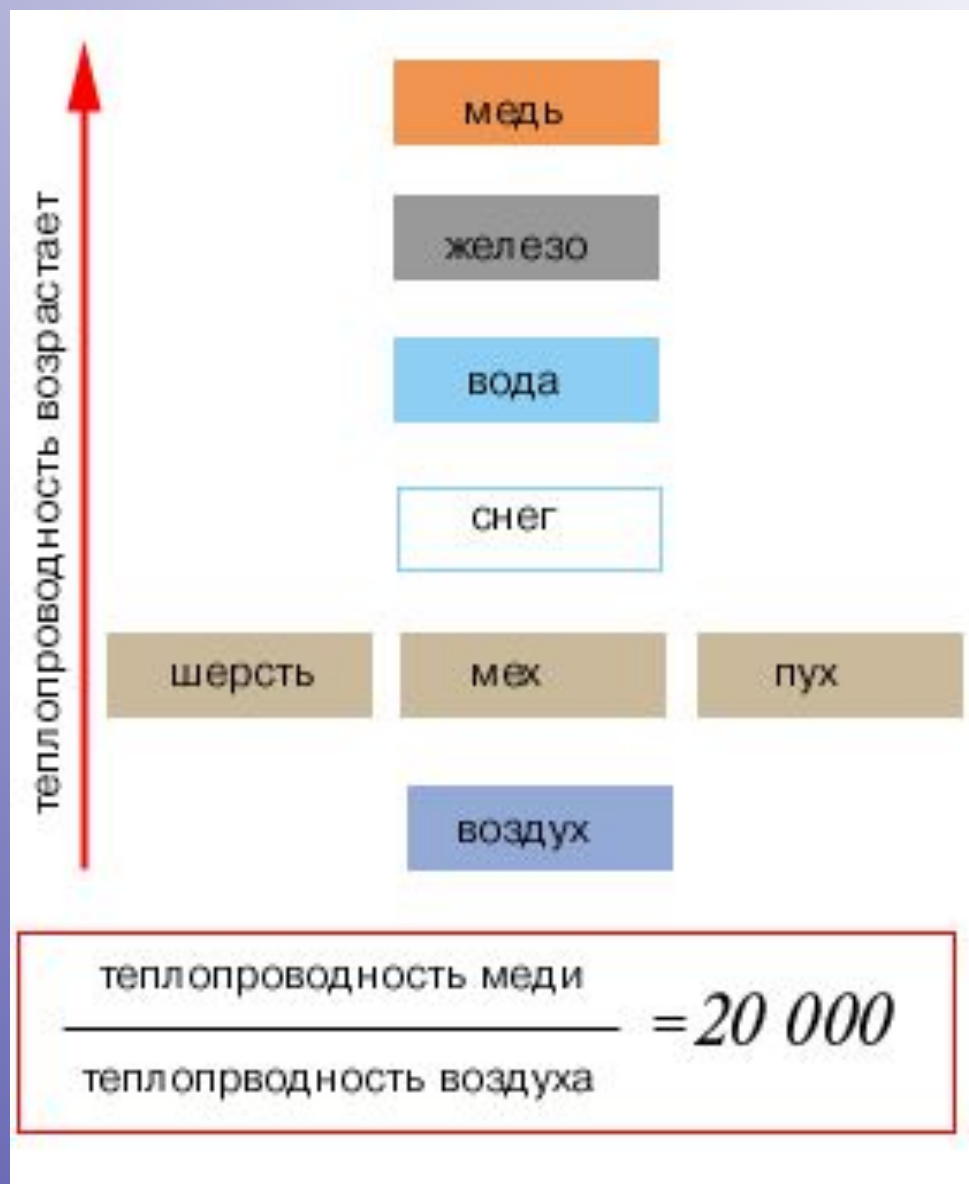 теплопроводность возрастает
медь
железо
вода
снег
шерсть мех пух
воздух
теплопроводность меди
= 20 000
теплопрводность воздуха